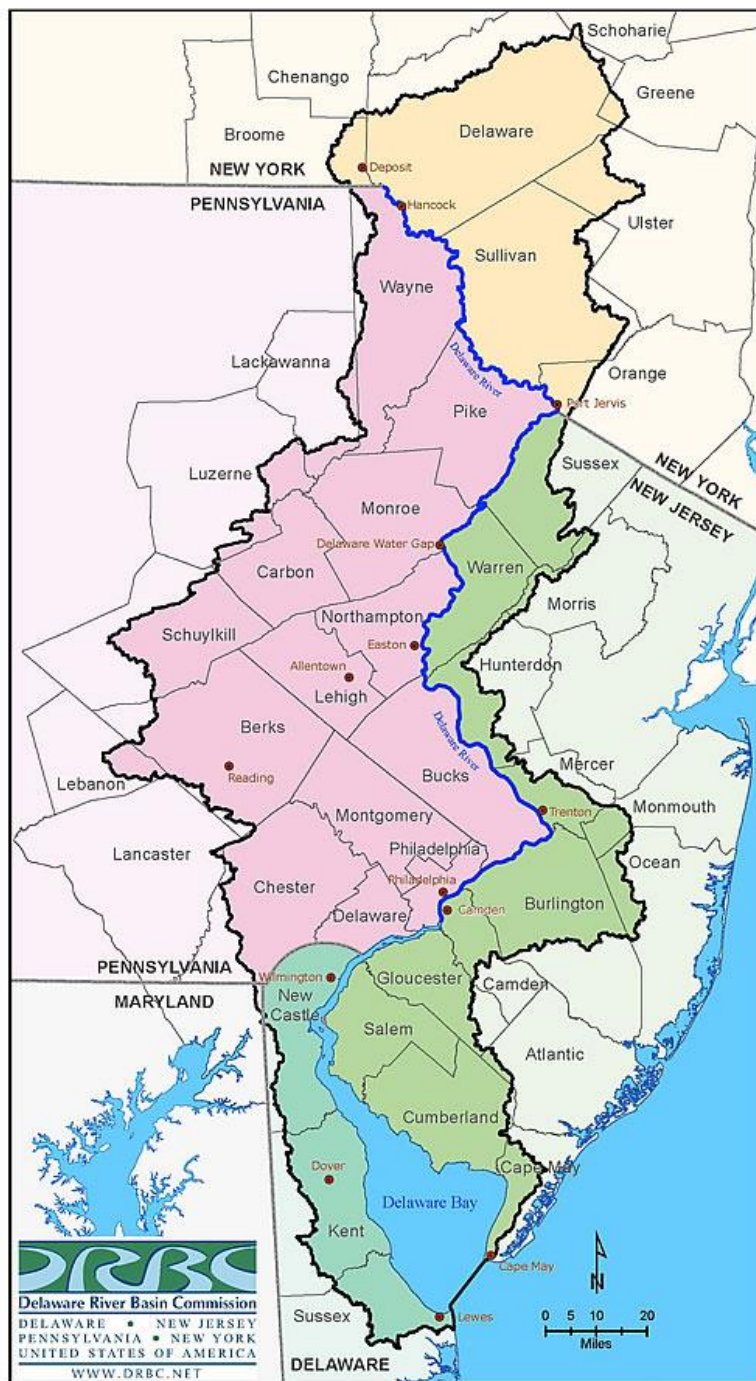 Schoharie
Chenango
Greene
Broome
Delaware
Deposit
NEW YORK
PENNSYLVANIA
Hancock
Ulster
Sullivan
Wayne
Delaware River
Lackawanna
Orange
Port Jervis
Pike
Luzerne
Sussex
NEW YORK
NEW JERSEY
Monroe
Delaware Water Gap
Carbon
Warren
Morris
Northampton
Schuylkill
Easton
Hunterdon
Allentown
Lehigh
Delaware River
Berks
Bucks
Mercer
Reading
Lebanon
Trenton
Monmouth
Montgomery
Lancaster
Philadelphia
Ocean
Chester
Philadelphia
Delaware
Camden
Burlington
PENNSYLVANIA
MARYLAND
Wilmington
New
Castle
Gloucester
Camden
Salem
Atlantic
Cumberland
Dover
Cape May
Delaware Bay
Kent
Cape May
Sussex
Lewes
DELAWARE
N
0 5 10 20
Miles
DRBC
Delaware River Basin Commission
DELAWARE • NEW JERSEY
PENNSYLVANIA • NEW YORK
UNITED STATES OF AMERICA
WWW.DRBC.NET